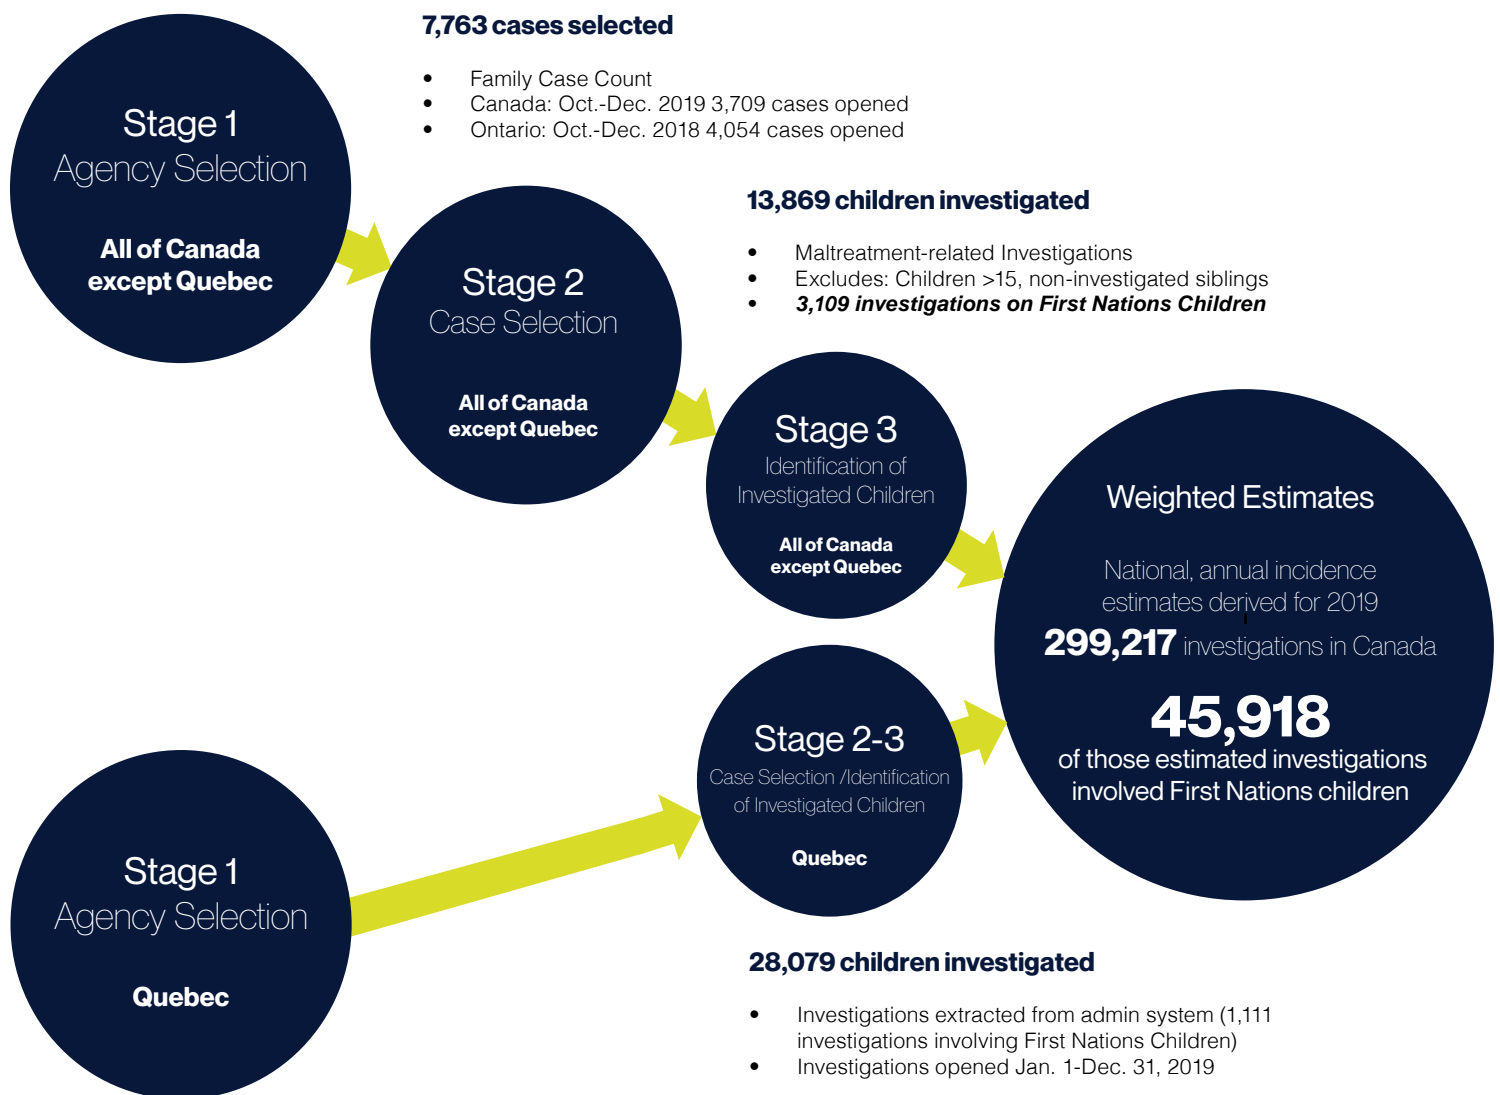 7,763 cases selected
• Family Case Count
• Canada: Oct.-Dec. 2019 3,709 cases opened
• Ontario: Oct.-Dec. 2018 4,054 cases opened
Stage 1
Agency Selection
All of Canada
except Quebec
13,869 children investigated
• Maltreatment-related Investigations
• Excludes: Children >15, non-investigated siblings
• 3,109 investigations on First Nations Children
Stage 2
Case Selection
All of Canada
except Quebec
Stage 3
Identification of
Investigated Children
All of Canada
except Quebec
Weighted Estimates
National, annual incidence
estimates derived for 2019
299,217 investigations in Canada
45,918
of those estimated investigations
involved First Nations children
Stage 2-3
Case Selection /Identification
of Investigated Children
Quebec
Stage 1
Agency Selection
Quebec
28,079 children investigated
• Investigations extracted from admin system (1,111
investigations involving First Nations Children)
• Investigations opened Jan. 1-Dec. 31, 2019